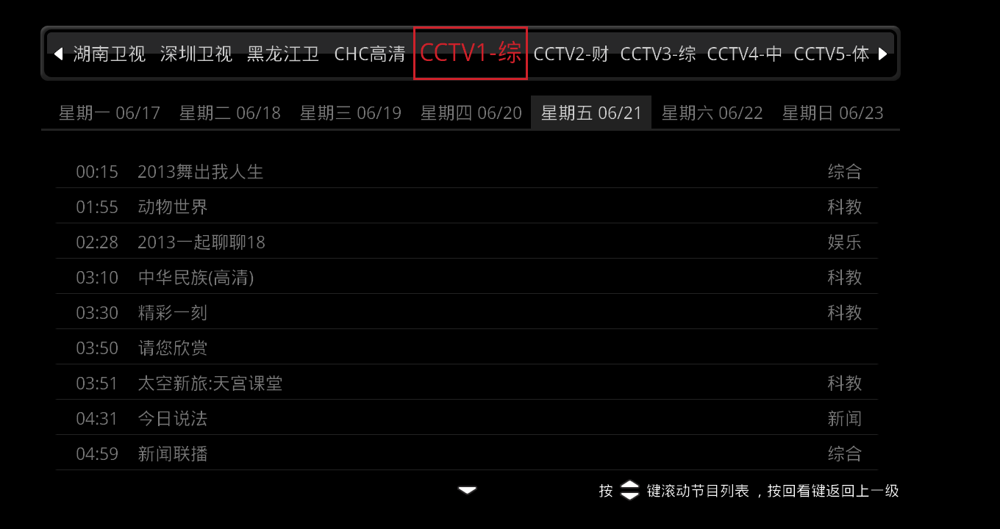 湖南卫视 深圳卫视 黑龙江卫 CHC高清 CCTV1-综 CCTV2-财 CCTV3-综 CCTV4-中 CCTV5-体
星期一 06/17 星期二 06/18 星期三 06/19 星期四 06/20 星期五 06/21 星期六 06/22 星期日 06/23
00:15 2013舞出我人生 综合
01:55 动物世界 科教
02:28 2013一起聊聊18 娱乐
03:10 中华民族(高清) 科教
03:30 精彩一刻 科教
03:50 请您欣赏
03:51 太空新旅:天宫课堂 科教
04:31 今日说法 新闻
04:59 新闻联播 综合
按 键滚动节目列表 ，按回看键返回上一级